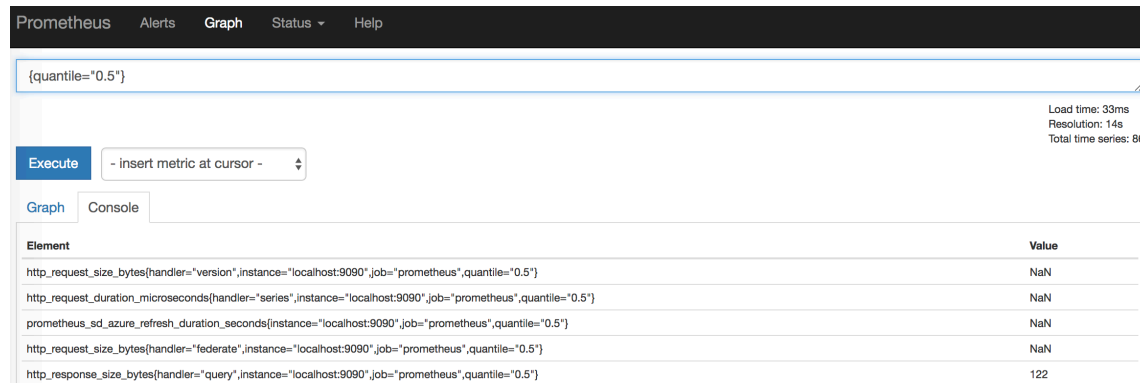 Prometheus Alerts Graph Status Help
{quantile="0.5"}
Load time: 33ms
Resolution: 14s
Total time series: 8
Execute - insert metric at cursor -
Graph Console
Element Value
http_request_size_bytes{handler="version",instance="localhost:9090",job="prometheus",quantile="0.5"} NaN
http_request_duration_microseconds{handler="series",instance="localhost:9090",job="prometheus",quantile="0.5"} NaN
prometheus_sd_azure_refresh_duration_seconds{instance="localhost:9090",job="prometheus",quantile="0.5"} NaN
http_request_size_bytes{handler="federate",instance="localhost:9090",job="prometheus",quantile="0.5"} NaN
http_response_size_bytes{handler="query",instance="localhost:9090",job="prometheus",quantile="0.5"} 122